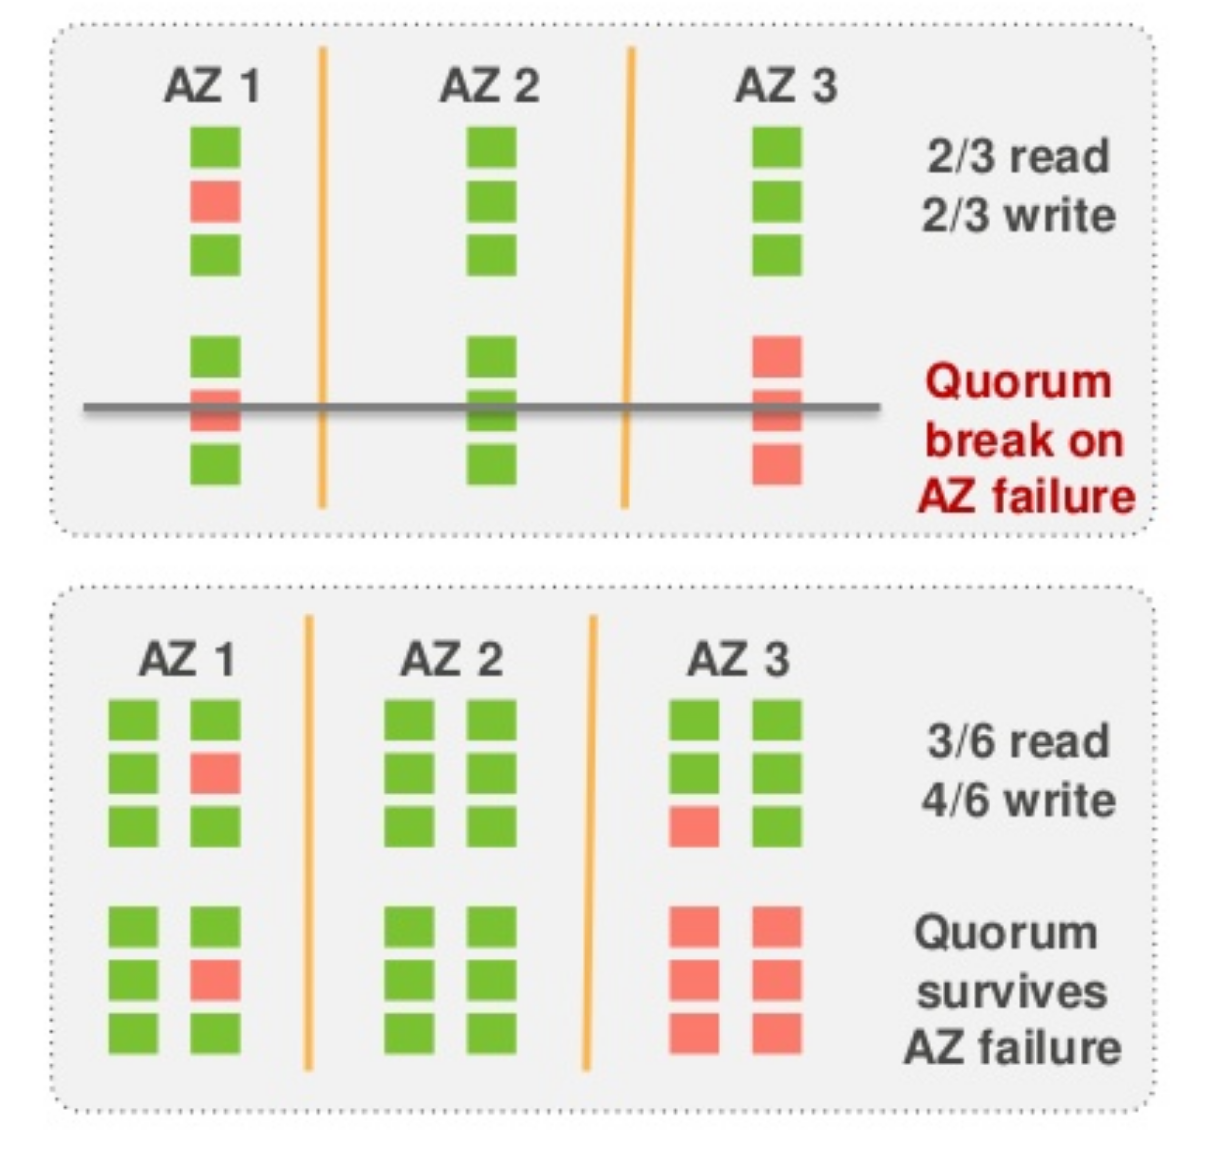 AZ 1 AZ 2 AZ 3
2/3 read
2/3 write
Quorum
break on
AZ failure
AZ 1 AZ 2 AZ 3
3/6 read
4/6 write
Quorum
survives
AZ failure